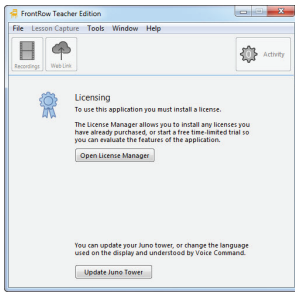 FrontRow Teacher Edition
File Lesson Capture Tools Window Help
Recordings Web Link Activity
Licensing
To use this application you must install a license.
The License Manager allows you to install any licenses you
have already purchased, or start a free time-limited trial so
you can evaluate the features of the application.
Open License Manager
You can update your Juno tower, or change the language
used on the display and understood by Voice Command.
Update Juno Tower